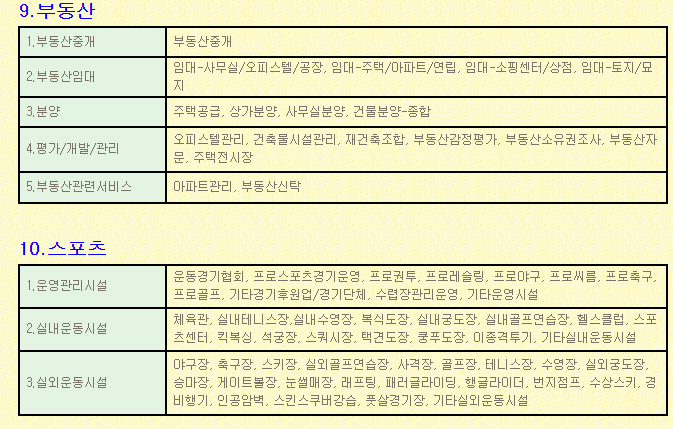 9.부동산
1.부동산중개
부동산중개
2.부동산임대
임대-사무실/오피스텔/공장, 임대-주택/아파트/연립, 임대-쇼핑센터/상점, 임대-토지/묘
지
3.분양
주택공급, 상가분양, 사무실분양, 건물분양-종합
4.평가/개발/관리
오피스텔관리, 건축물시설관리, 재건축조합, 부동산감정평가, 부동산소유권조사, 부동산자
문, 주택전시장
5.부동산관련서비스
아파트관리, 부동산신탁
10.스포츠
1.운영관리시설
운동경기협회, 프로스포츠경기운영, 프로권투, 프로레슬링, 프로야구, 프로씨름, 프로축구,
프로골프, 기타경기후원업/경기단체, 수렵장관리운영, 기타운영시설
2.실내운동시설
체육관, 실내테니스장,실내수영장, 복식도장, 실내궁도장, 실내골프연습장, 헬스클럽, 스포
츠센터, 킥복싱, 석궁장, 스쿼시장, 택견도장, 쿵푸도장, 이종격투기, 기타실내운동시설
3.실외운동시설
야구장, 축구장, 스키장, 실외골프연습장, 사격장, 골프장, 테니스장, 수영장, 실외궁도장,
승마장, 게이트볼장, 눈썰매장, 래프팅, 패러글라이딩, 행글라이더, 번지점프, 수상스키, 경
비행기, 인공암벽, 스킨스쿠버강습, 풋살경기장, 기타실외운동시설